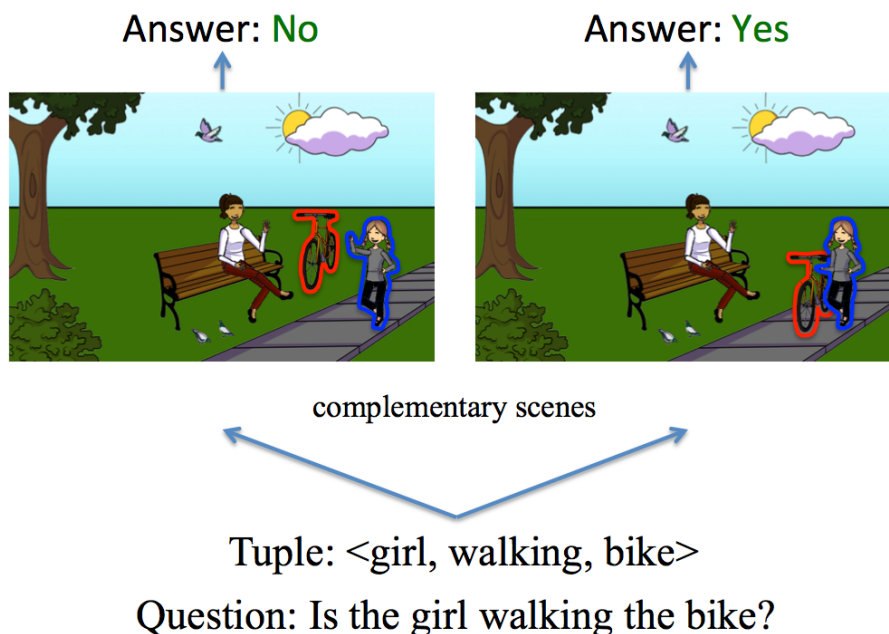 Answer: No
Answer: Yes
complementary scenes
Tuple: <girl, walking, bike>
Question: Is the girl walking the bike?